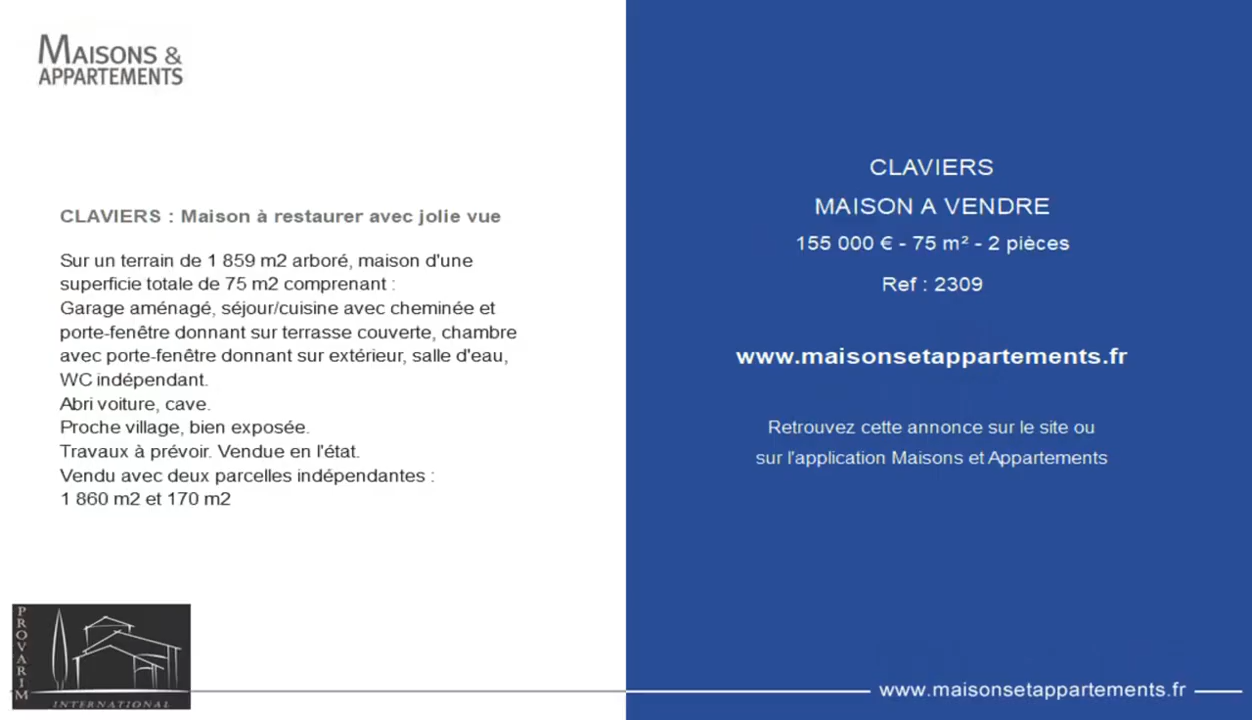 MAISONS &
APPARTEMENTS
CLAVIERS : Maison à restaurer avec jolie vue
Sur un terrain de 1 859 m2 arboré, maison d'une
superficie totale de 75 m2 comprenant :
Garage aménagé, séjour/cuisine avec cheminée et
porte-fenêtre donnant sur terrasse couverte, chambre
avec porte-fenêtre donnant sur extérieur, salle d'eau,
WC indépendant.
Abri voiture, cave.
Proche village, bien exposée.
Travaux à prévoir. Vendue en l'état.
Vendu avec deux parcelles indépendantes :
1 860 m2 et 170 m2
PROVARIM
INTERNATIONAL
CLAVIERS
MAISON A VENDRE
155 000 € - 75 m² - 2 pièces
Ref : 2309
www.maisonsetappartements.fr
Retrouvez cette annonce sur le site ou
sur l'application Maisons et Appartements
www.maisonsetappartements.fr